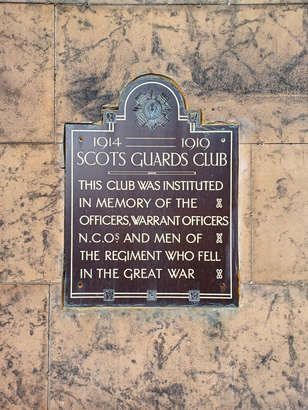 1914 — 1919
SCOTS GUARDS CLUB
THIS CLUB WAS INSTITUTED
IN MEMORY OF THE
OFFICERS, WARRANT OFFICERS
N.C.Os AND MEN OF
THE REGIMENT WHO FELL
IN THE GREAT WAR